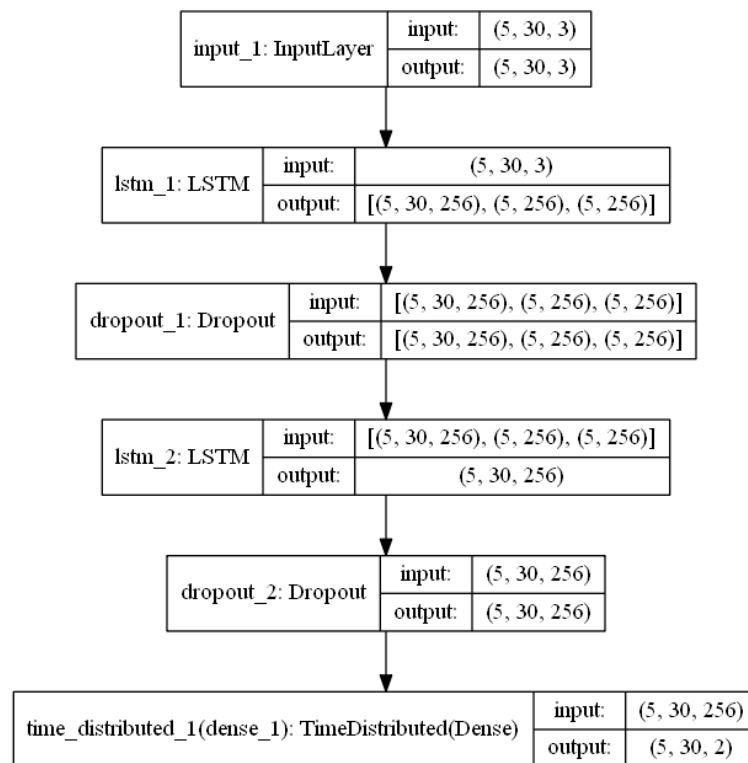 input_1: InputLayer
input: (5, 30, 3)
output: (5, 30, 3)
lstm_1: LSTM
input: (5, 30, 3)
output: [(5, 30, 256), (5, 256), (5, 256)]
dropout_1: Dropout
input: [(5, 30, 256), (5, 256), (5, 256)]
output: [(5, 30, 256), (5, 256), (5, 256)]
lstm_2: LSTM
input: [(5, 30, 256), (5, 256), (5, 256)]
output: (5, 30, 256)
dropout_2: Dropout
input: (5, 30, 256)
output: (5, 30, 256)
time_distributed_1(dense_1): TimeDistributed(Dense)
input: (5, 30, 256)
output: (5, 30, 2)